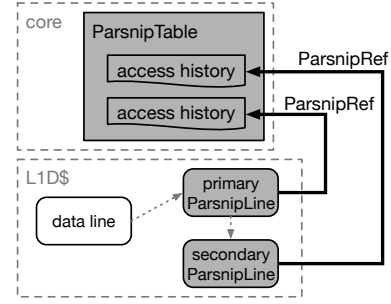 core
ParsnipTable
access history
ParsnipRef
access history
ParsnipRef
L1D$
primary
ParsnipLine
data line
secondary
ParsnipLine